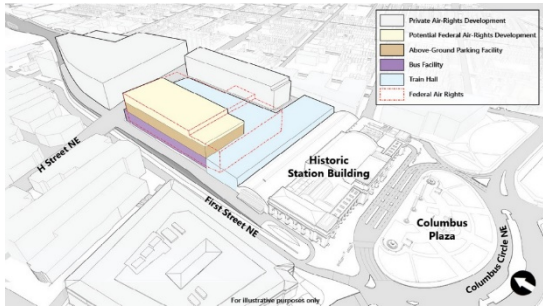 Private Air-Rights Development
Potential Federal Air-Rights Development
Above-Ground Parking Facility
Bus Facility
Train Hall
Federal Air Rights
H Street NE
First Street NE
Historic
Station Building
Columbus
Plaza
Columbus Circle NE
For illustrative purposes only